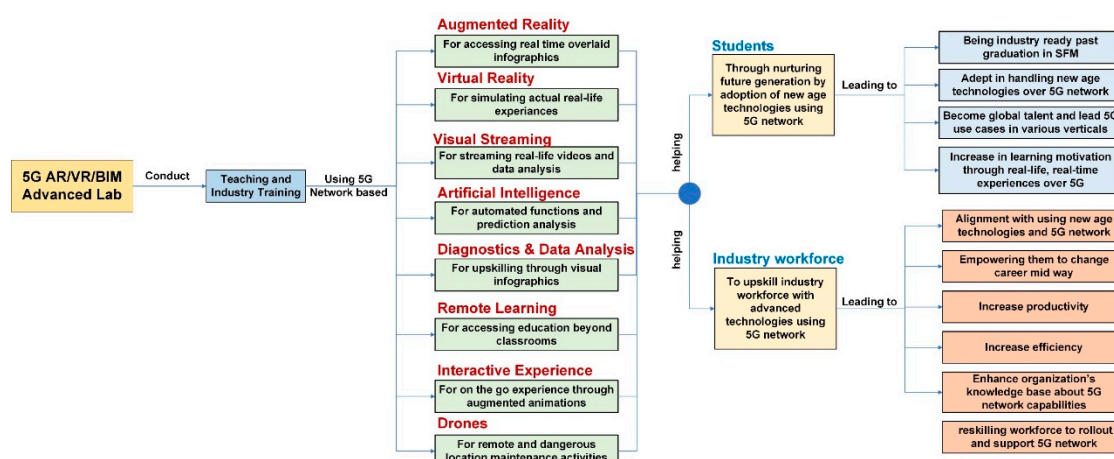 5G AR/VR/BIM
Advanced Lab
Conduct
Teaching and
Industry Training
Using 5G
Network based
Augmented Reality
For accessing real time overlaid
infographics
Virtual Reality
For simulating actual real-life
experiances
Visual Streaming
For streaming real-life videos and
data analysis
Artificial Intelligence
For automated functions and
prediction analysis
Diagnostics & Data Analysis
For upskilling through visual
infographics
Remote Learning
For accessing education beyond
classrooms
Interactive Experience
For on the go experience through
augmented animations
Drones
For remote and dangerous
location maintenance activities
helping
helping
Students
Through nurturing
future generation by
adoption of new age
technologies using
5G network
Leading to
Being industry ready past
graduation in SFM
Adept in handling new age
technologies over 5G network
Become global talent and lead 5G
use cases in various verticals
Increase in learning motivation
through real-life, real-time
experiences over 5G
Industry workforce
To upskill industry
workforce with
advanced
technologies using
5G network
Leading to
Alignment with using new age
technologies and 5G network
Empowering them to change
career mid way
Increase productivity
Increase efficiency
Enhance organization's
knowledge base about 5G
network capabilities
reskilling workforce to rollout
and support 5G network